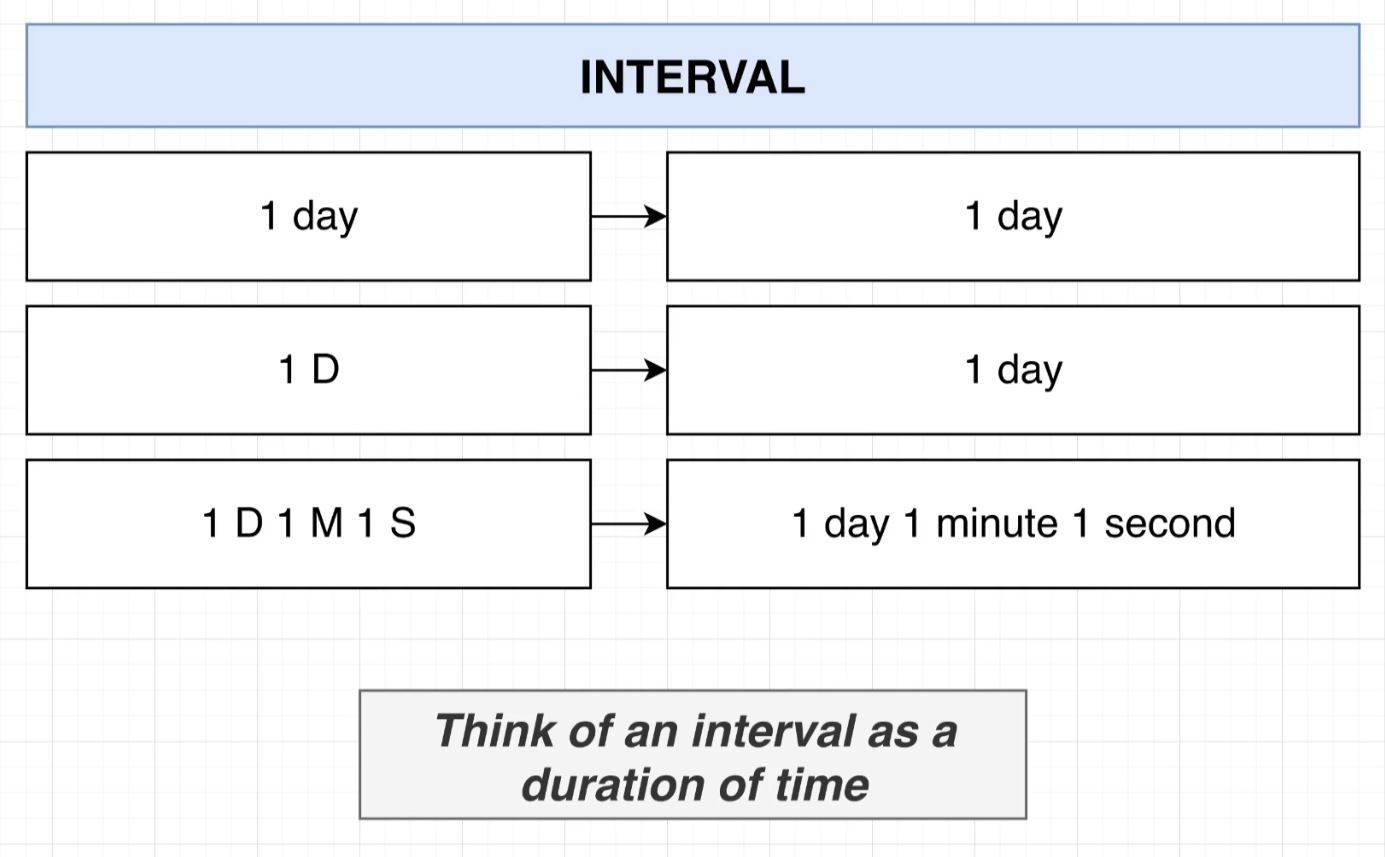 INTERVAL
1 day
1 day
1 D
1 day
1 D 1 M 1 S
1 day 1 minute 1 second
Think of an interval as a
duration of time